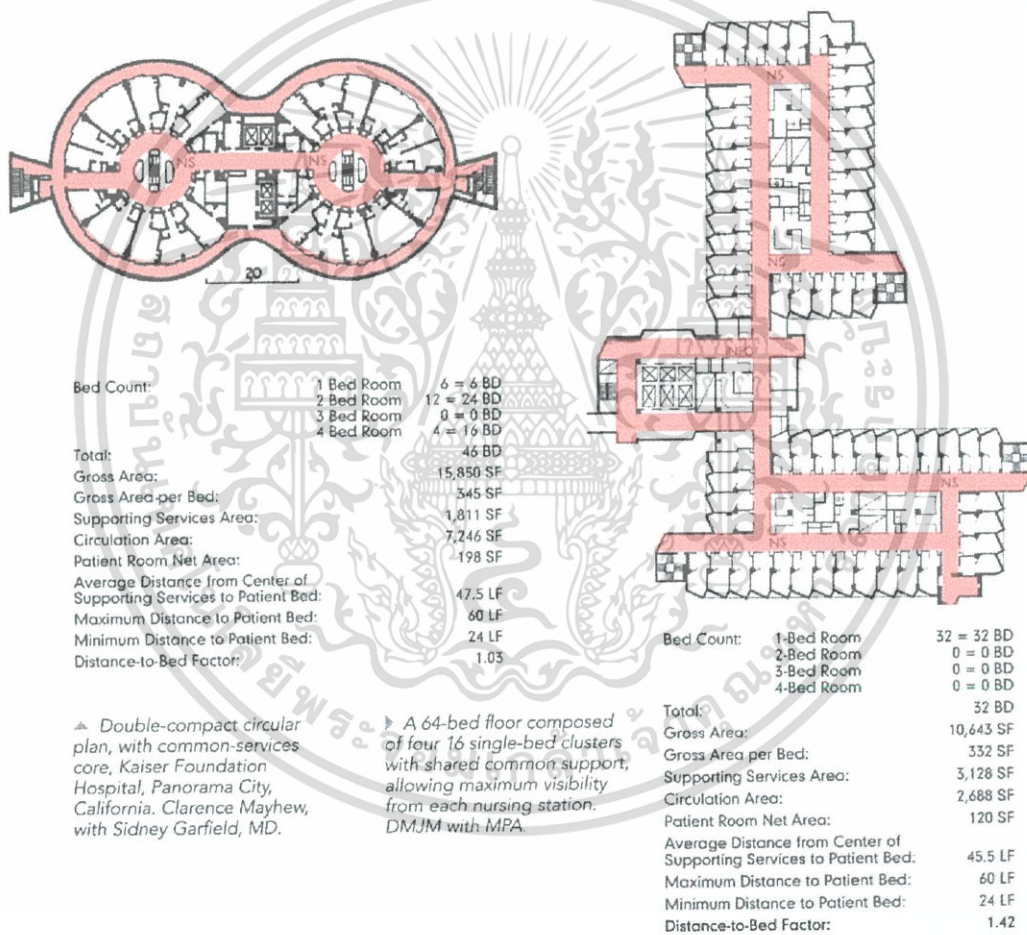 NS
20
Bed Count: 1 Bed Room 6 = 6 BD
2 Bed Room 12 = 24 BD
3 Bed Room 0 = 0 BD
4 Bed Room 4 = 16 BD
Total: 46 BD
Gross Area: 15,850 SF
Gross Area per Bed: 345 SF
Supporting Services Area: 1,811 SF
Circulation Area: 7,246 SF
Patient Room Net Area: 198 SF
Average Distance from Center of
Supporting Services to Patient Bed: 47.5 LF
Maximum Distance to Patient Bed: 60 LF
Minimum Distance to Patient Bed: 24 LF
Distance-to-Bed Factor: 1.03
Double-compact circular
plan, with common-services
core, Kaiser Foundation
Hospital, Panorama City,
California. Clarence Mayhew,
with Sidney Garfield, MD.
A 64-bed floor composed
of four 16 single-bed clusters
with shared common support,
allowing maximum visibility
from each nursing station.
DMJM with MPA.
NS
NS
NS
NS
NS
Bed Count: 1-Bed Room 32 = 32 BD
2-Bed Room 0 = 0 BD
3-Bed Room 0 = 0 BD
4-Bed Room 0 = 0 BD
Total: 32 BD
Gross Area: 10,643 SF
Gross Area per Bed: 332 SF
Supporting Services Area: 3,128 SF
Circulation Area: 2,688 SF
Patient Room Net Area: 120 SF
Average Distance from Center of
Supporting Services to Patient Bed: 45.5 LF
Maximum Distance to Patient Bed: 60 LF
Minimum Distance to Patient Bed: 24 LF
Distance-to-Bed Factor: 1.42